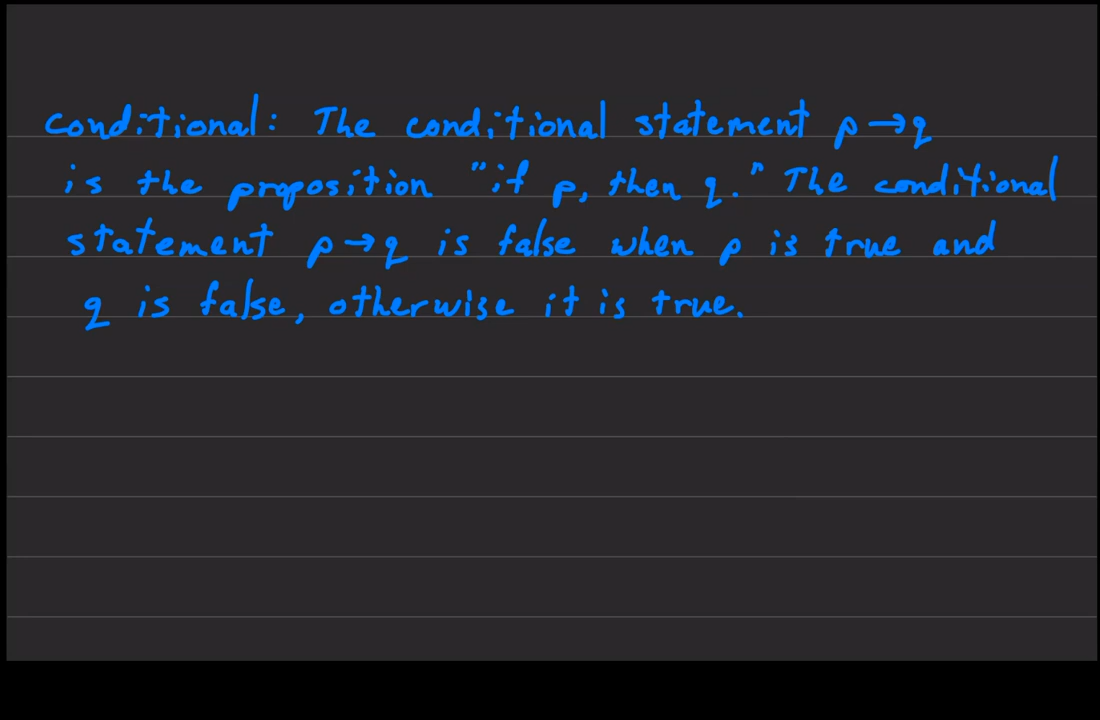 conditional: The conditional statement p→q
is the proposition "if p, then q." The conditional
statement p→q is false when p is true and
q is false, otherwise it is true.